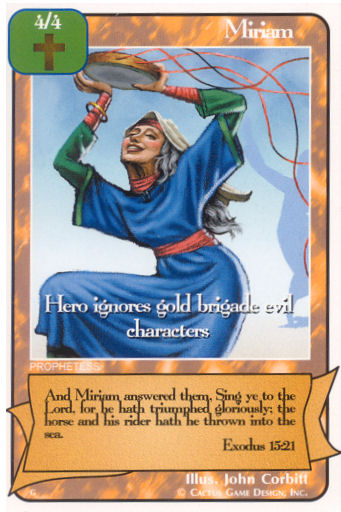 4/4
Miriam
Hero ignores gold brigade evil
characters
PROPHETESS
And Miriam answered them, Sing ye to the
Lord, for he hath triumphed gloriously; the
horse and his rider hath he thrown into the
sea.
Exodus 15:21
Illus. John Corbitt
G
© Cactus Game Design, Inc.